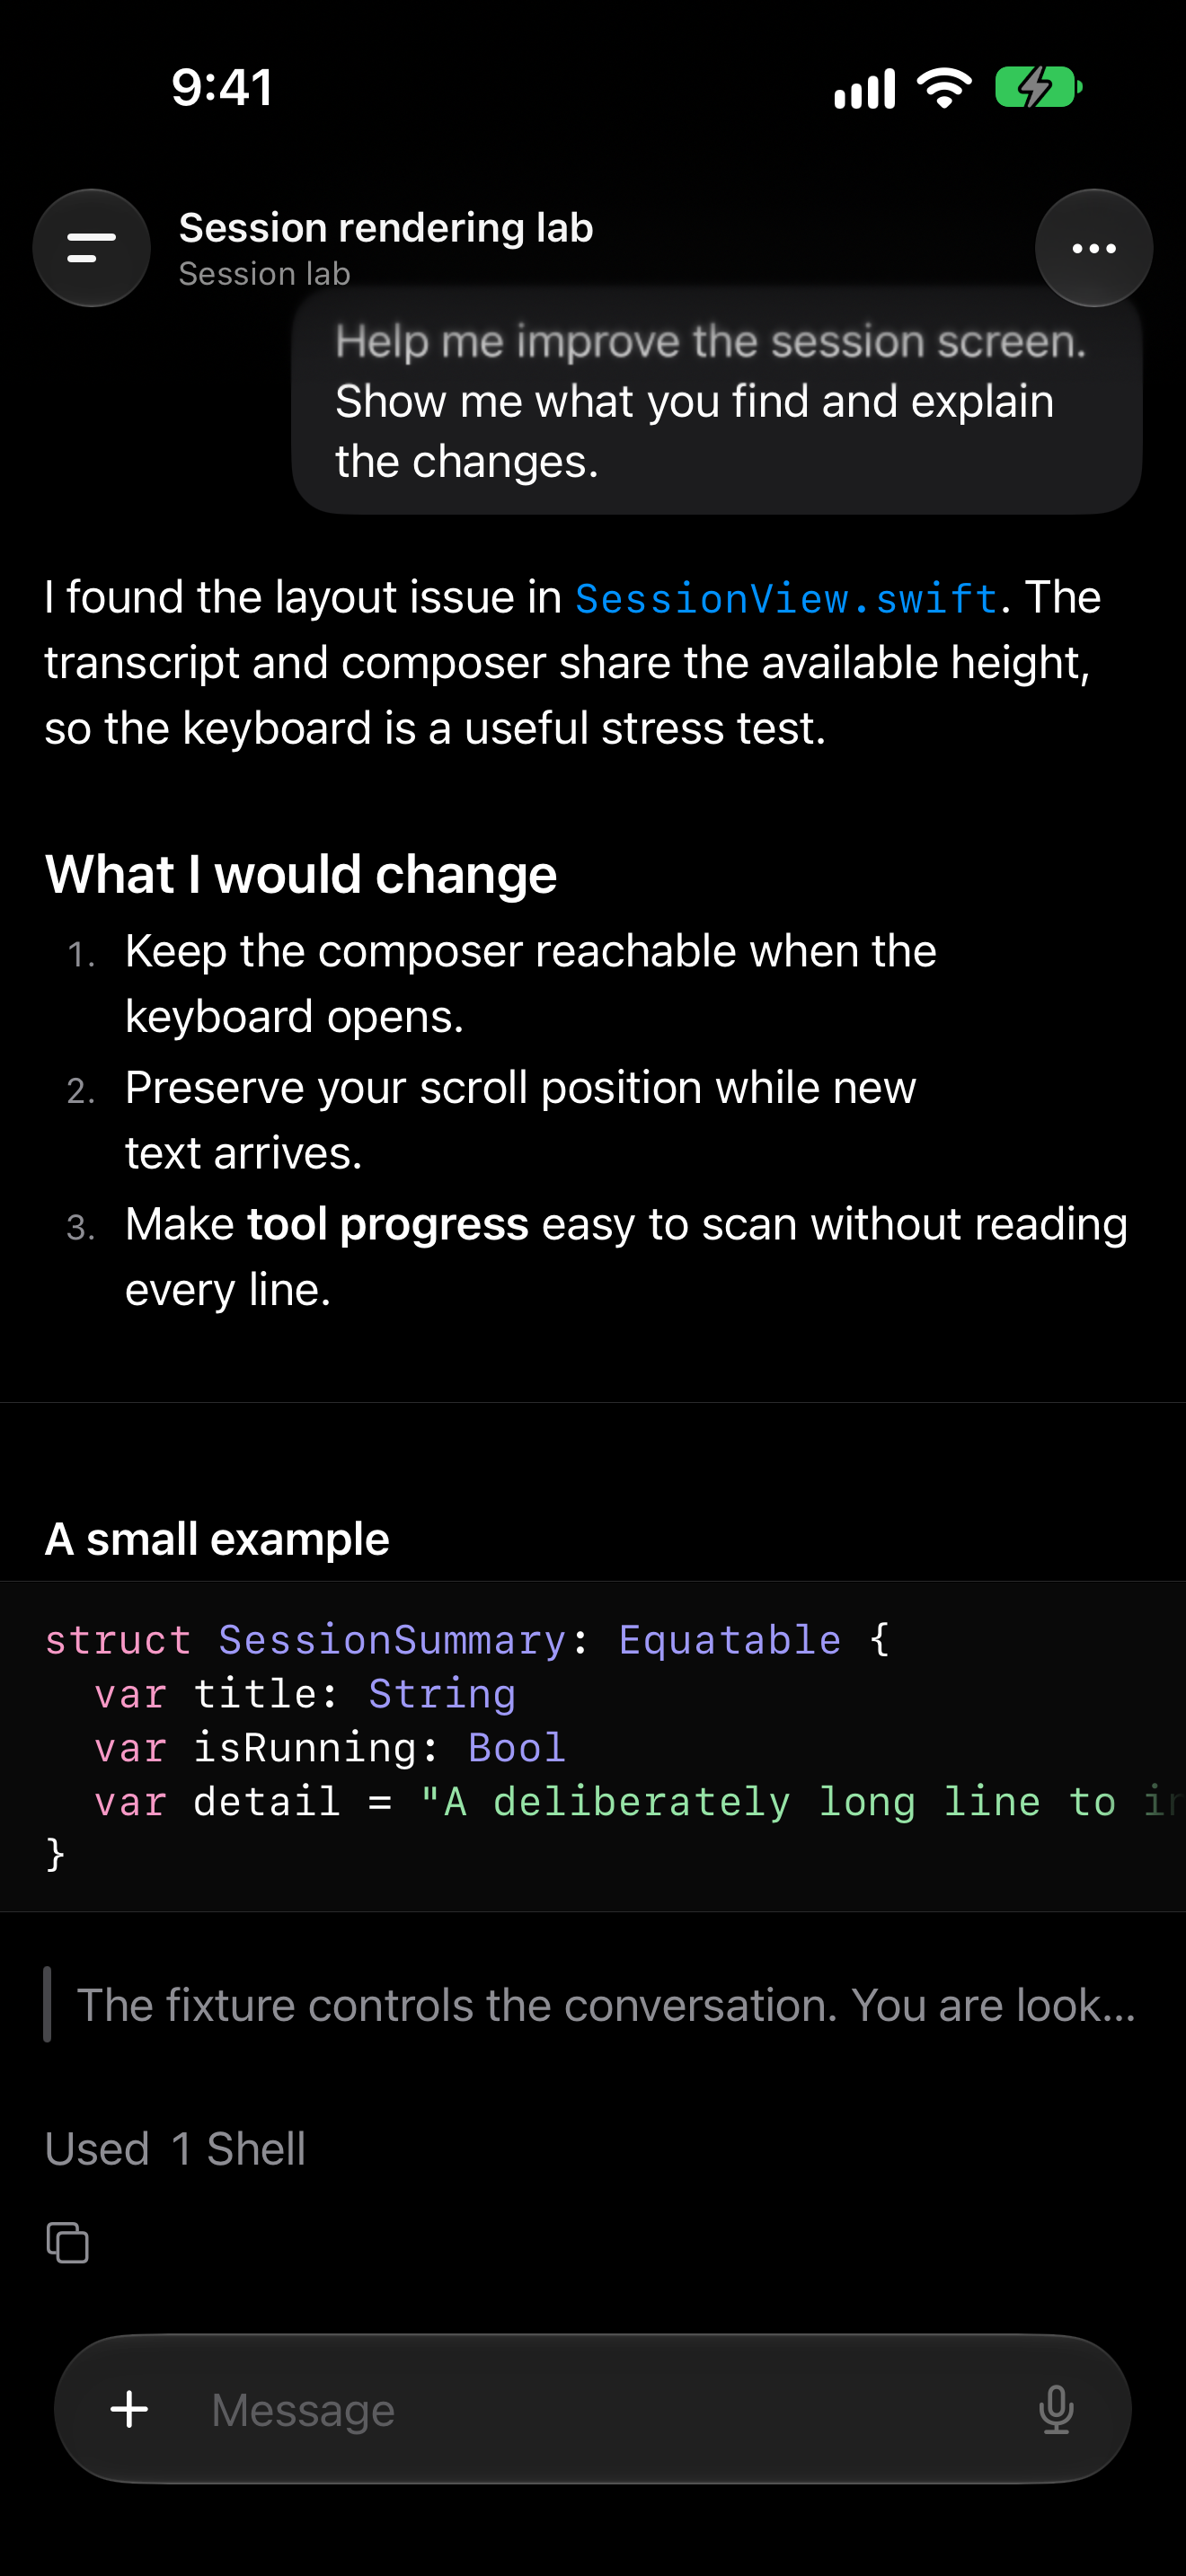 9:41
Session rendering lab
Session lab
Help me improve the session screen.
Show me what you find and explain
the changes.
I found the layout issue in SessionView.swift. The
transcript and composer share the available height,
so the keyboard is a useful stress test.
What I would change
1. Keep the composer reachable when the
keyboard opens.
2. Preserve your scroll position while new
text arrives.
3. Make tool progress easy to scan without reading
every line.
A small example
struct SessionSummary: Equatable {
  var title: String
  var isRunning: Bool
  var detail = "A deliberately long line to in
}
The fixture controls the conversation. You are look...
Used 1 Shell
Message